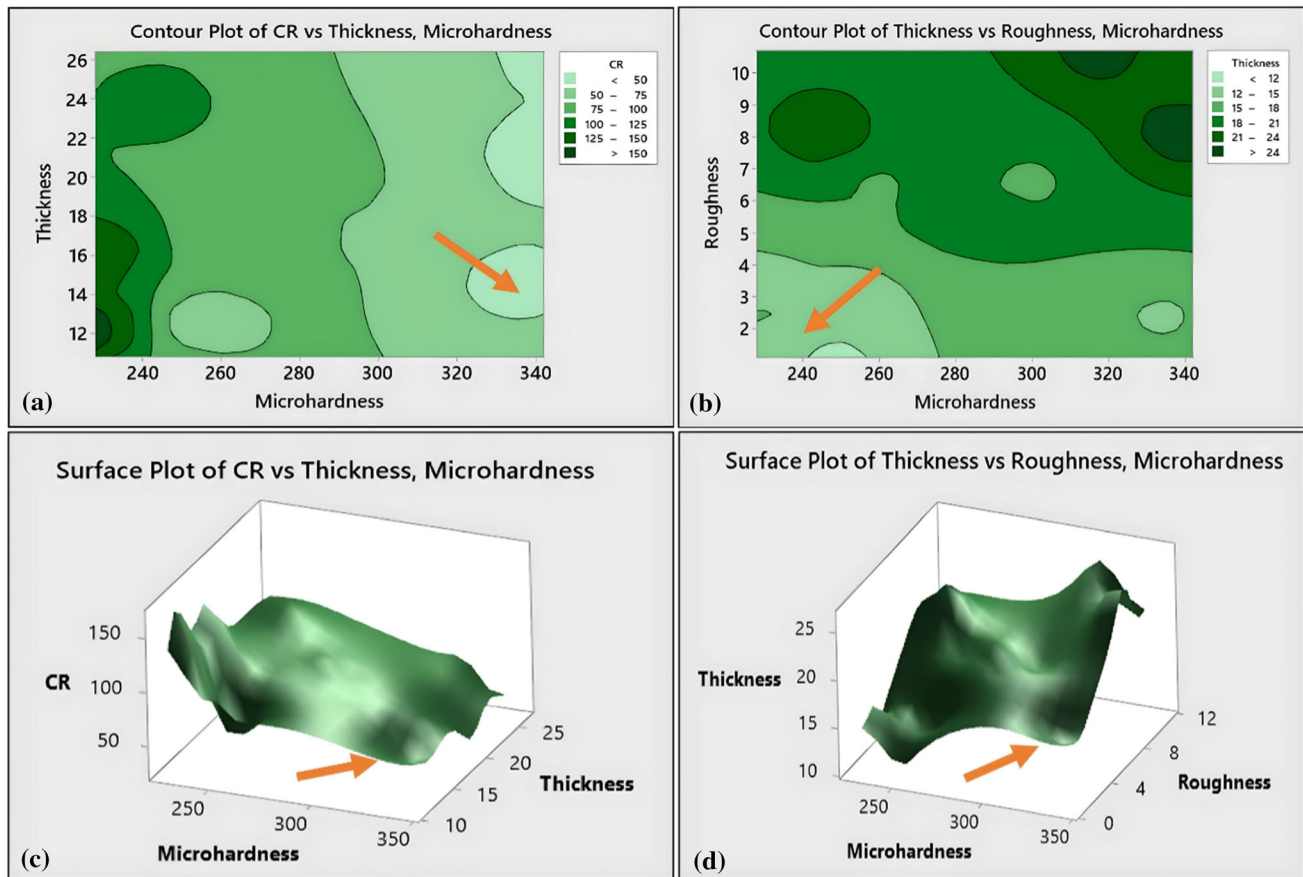 Contour Plot of CR vs Thickness, Microhardness
CR
< 50
50 – 75
75 – 100
100 – 125
125 – 150
> 150
Thickness
26
24
22
20
18
16
14
12
240 260 280 300 320 340
Microhardness
(a)
Contour Plot of Thickness vs Roughness, Microhardness
Thickness
< 12
12 – 15
15 – 18
18 – 21
21 – 24
> 24
Roughness
10
9
8
7
6
5
4
3
2
240 260 280 300 320 340
Microhardness
(b)
Surface Plot of CR vs Thickness, Microhardness
CR
150
100
50
250
300
350
Microhardness
10
15
20
25
Thickness
(c)
Surface Plot of Thickness vs Roughness, Microhardness
Thickness
25
20
15
10
250
300
350
Microhardness
0
4
8
12
Roughness
(d)